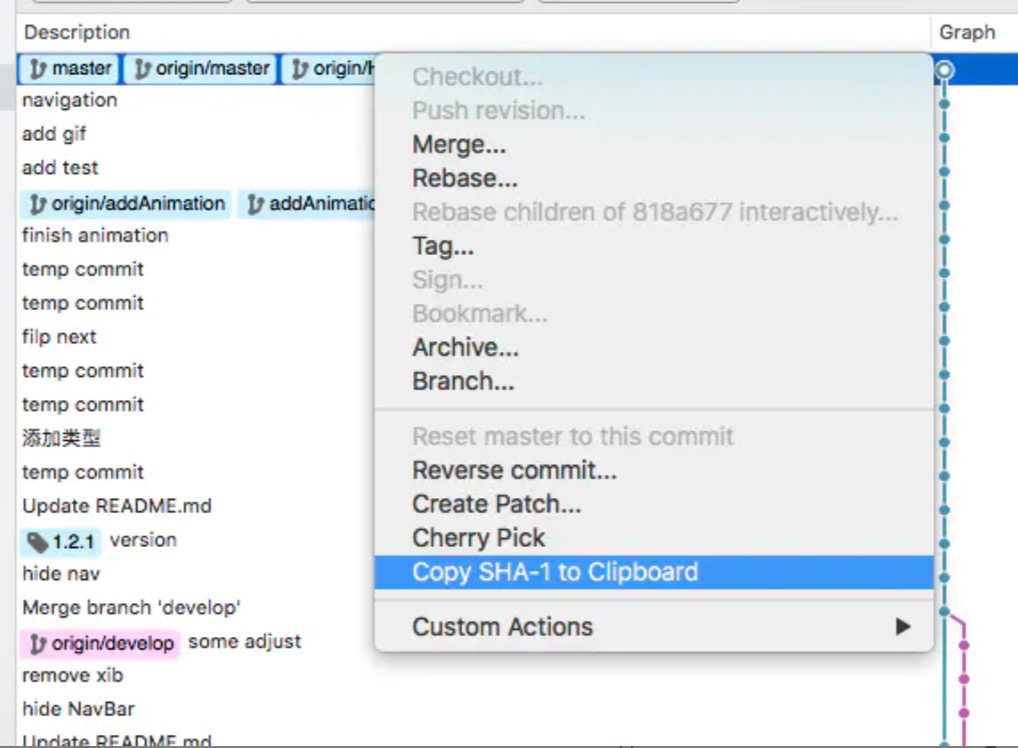 Description Graph
master origin/master
navigation
add gif
add test
origin/addAnimation
finish animation
temp commit
temp commit
filp next
temp commit
temp commit
添加类型
temp commit
Update README.md
1.2.1 version
hide nav
Merge branch 'develop'
origin/develop some adjust
remove xib
hide NavBar
Update README.md
Checkout...
Push revision...
Merge...
Rebase...
Rebase children of 818a677 interactively...
Tag...
Sign...
Bookmark...
Archive...
Branch...
Reset master to this commit
Reverse commit...
Create Patch...
Cherry Pick
Copy SHA-1 to Clipboard
Custom Actions